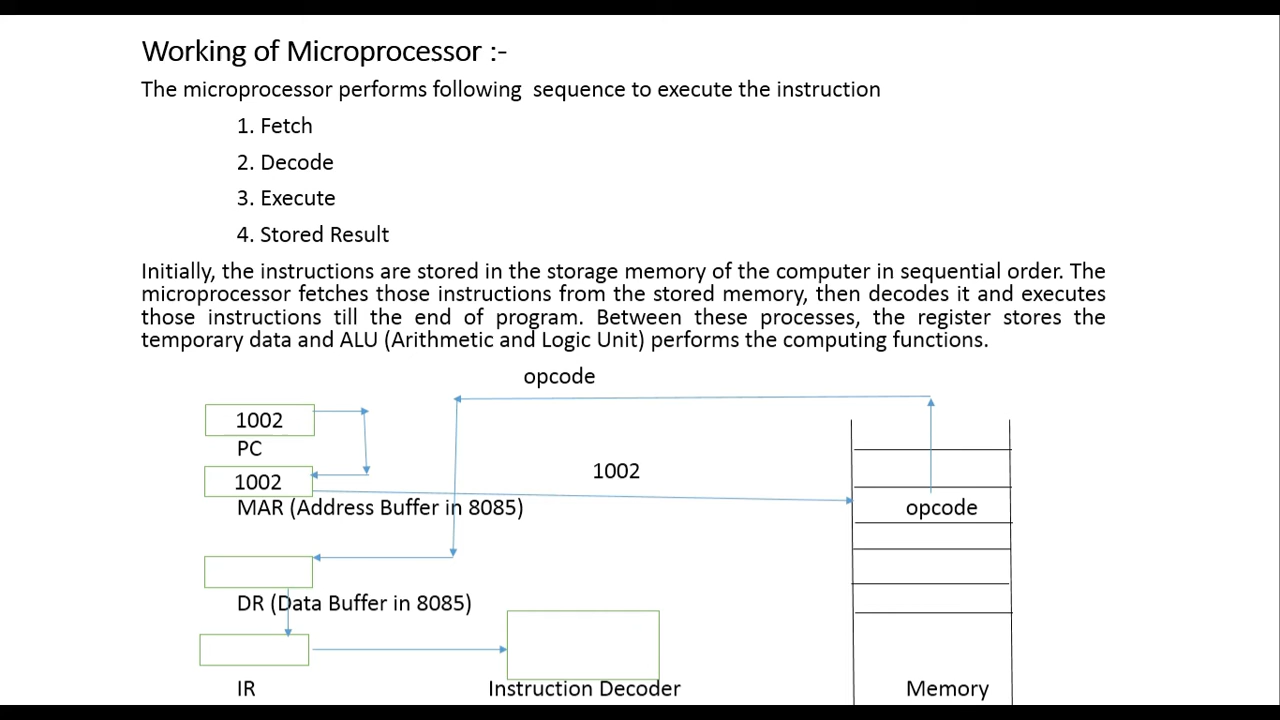 Working of Microprocessor :-
The microprocessor performs following  sequence to execute the instruction
1. Fetch
2. Decode
3. Execute
4. Stored Result
Initially, the instructions are stored in the storage memory of the computer in sequential order. The
microprocessor fetches those instructions from the stored memory, then decodes it and executes
those instructions till the end of program. Between these processes, the register stores the
temporary data and ALU (Arithmetic and Logic Unit) performs the computing functions.
opcode
1002
PC
1002
1002
MAR (Address Buffer in 8085)
opcode
DR (Data Buffer in 8085)
IR
Instruction Decoder
Memory